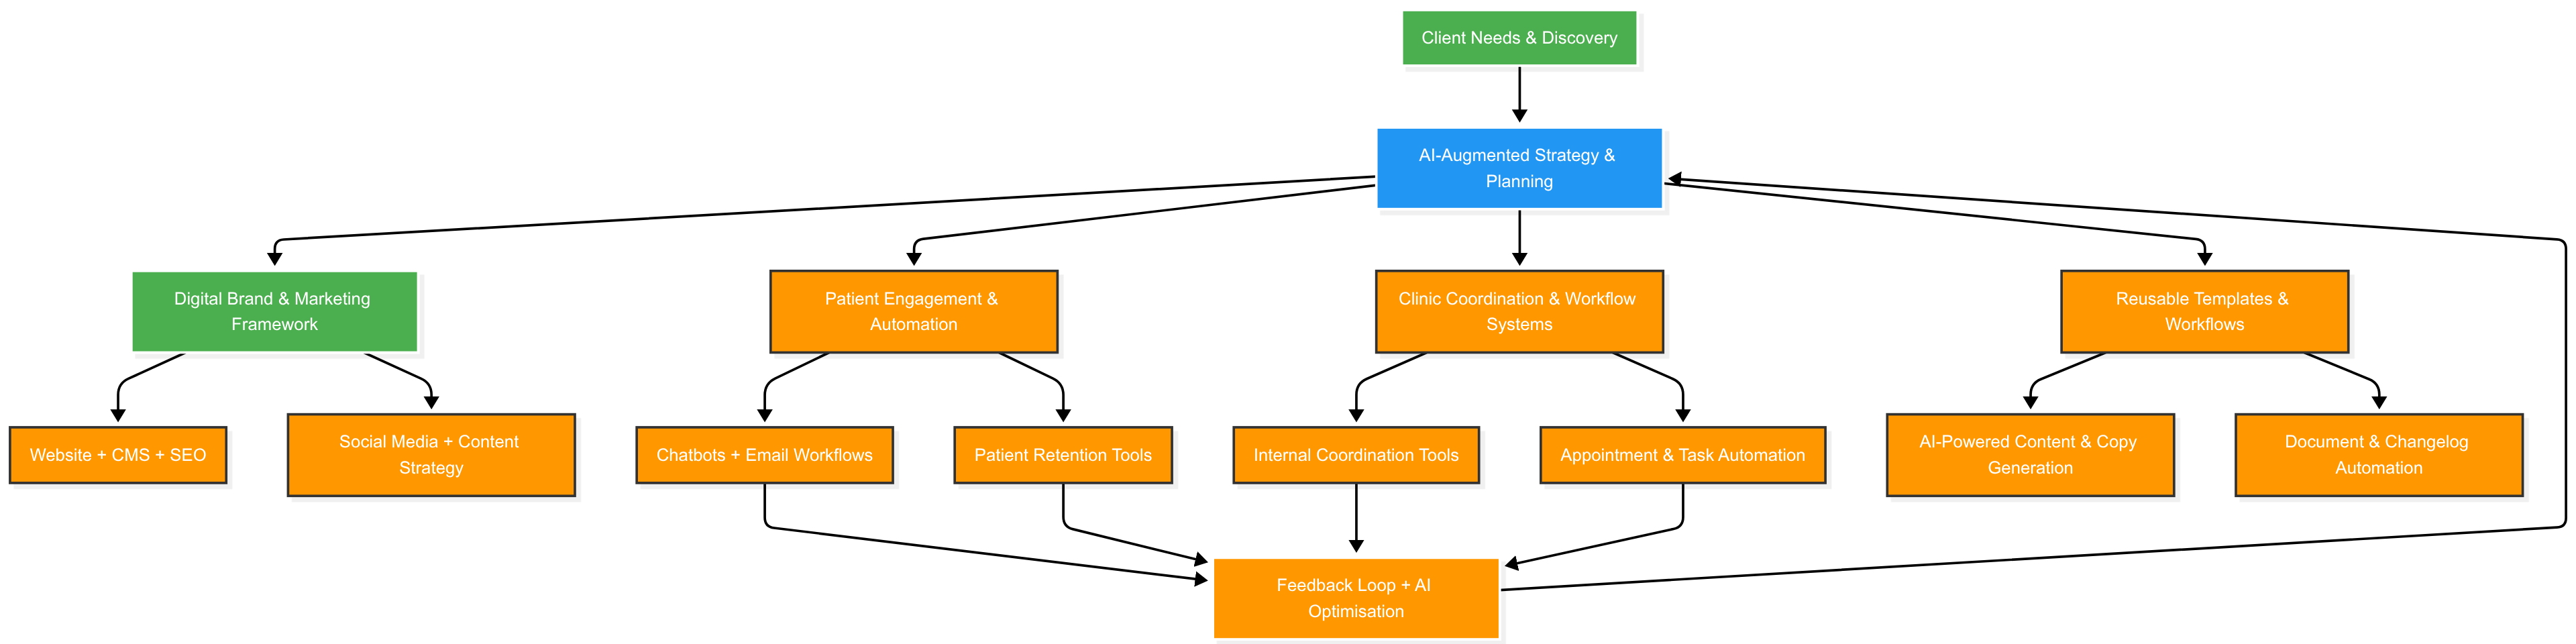 Client Needs & Discovery
AI-Augmented Strategy &
Planning
Digital Brand & Marketing
Framework
Patient Engagement &
Automation
Clinic Coordination & Workflow
Systems
Reusable Templates &
Workflows
Website + CMS + SEO
Social Media + Content
Strategy
Chatbots + Email Workflows
Patient Retention Tools
Internal Coordination Tools
Appointment & Task Automation
AI-Powered Content & Copy
Generation
Document & Changelog
Automation
Feedback Loop + AI
Optimisation